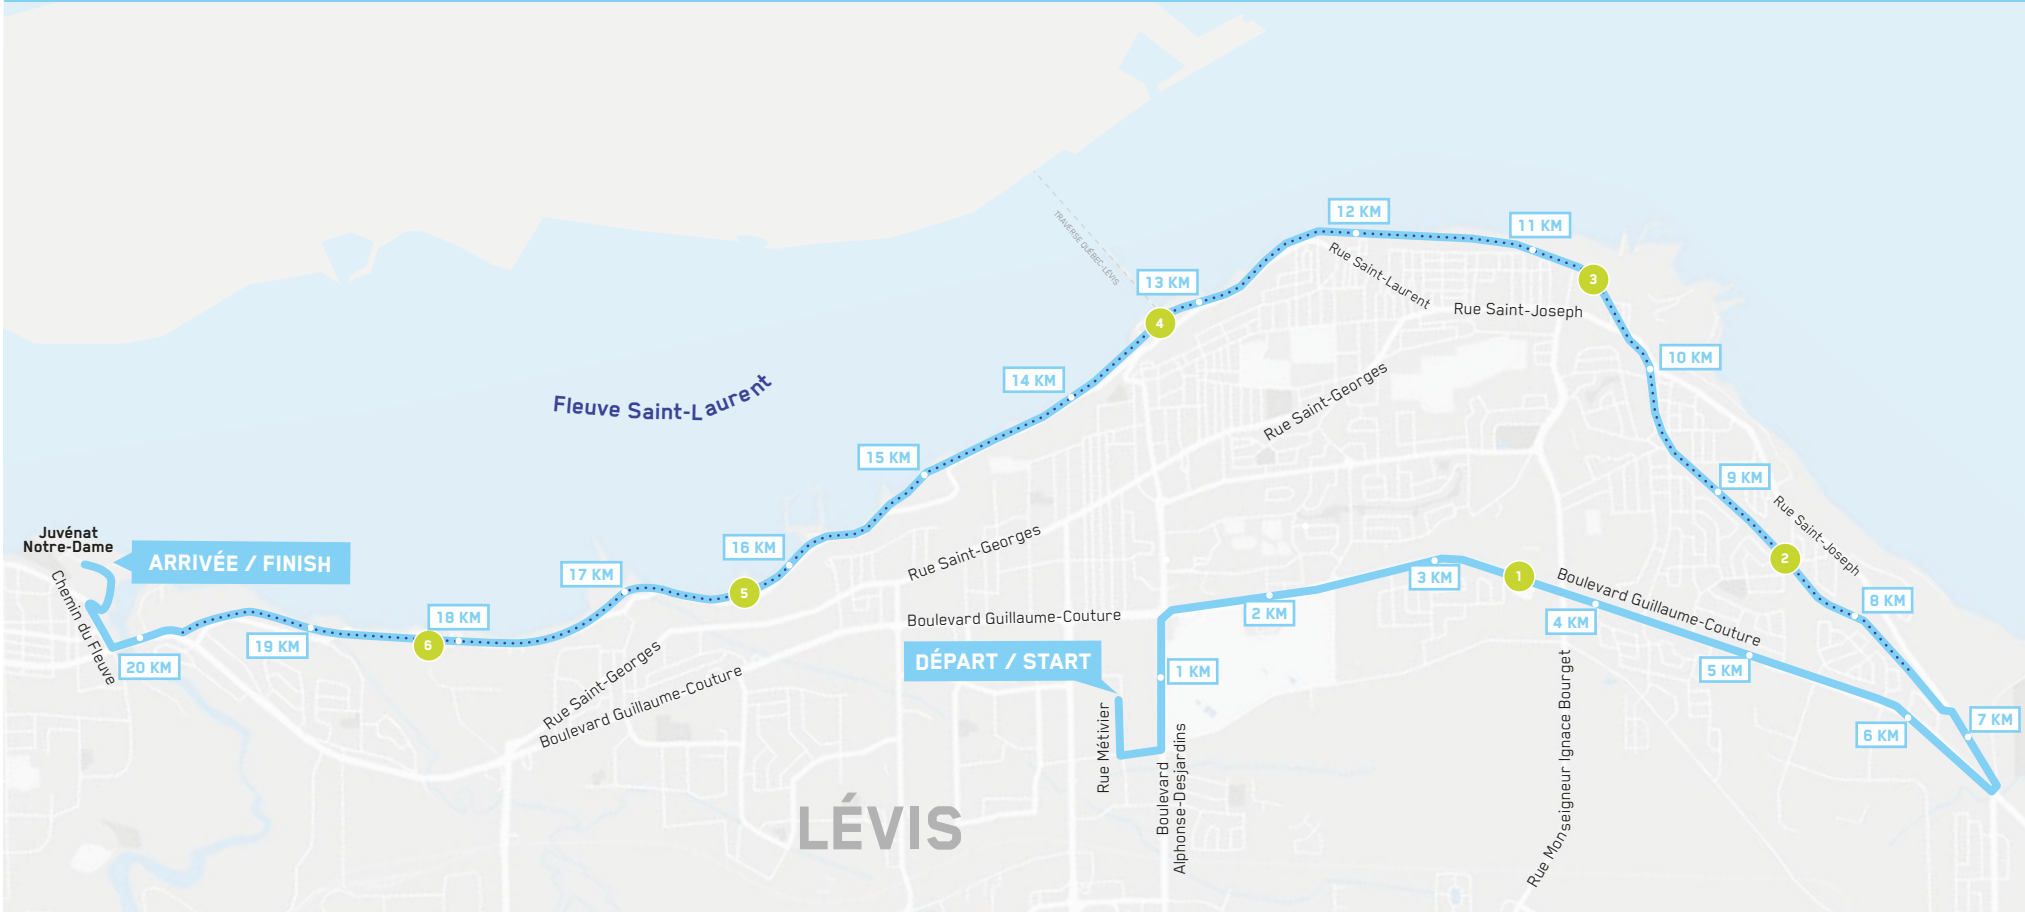 12 KM
11 KM
TRAVERSE QUÉBEC-LÉVIS
Rue Saint-Laurent
13 KM
3
Rue Saint-Joseph
4
10 KM
14 KM
Fleuve Saint-Laurent
Rue Saint-Georges
15 KM
9 KM
Rue Saint-Joseph
Juvénat
Notre-Dame
ARRIVÉE / FINISH
16 KM
Rue Saint-Georges
2
17 KM
3 KM
1
Boulevard Guillaume-Couture
5
8 KM
Chemin du Fleuve
18 KM
Boulevard Guillaume-Couture
2 KM
4 KM
19 KM
6
20 KM
DÉPART / START
1 KM
5 KM
Rue Saint-Georges
Boulevard Guillaume-Couture
7 KM
6 KM
Rue Métivier
Boulevard
Alphonse-Desjardins
Rue Monseigneur Ignace Bourget
LÉVIS